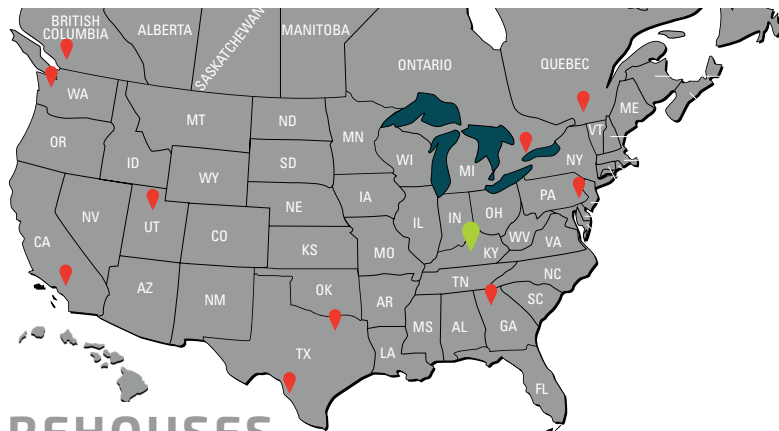 BRITISH
COLUMBIA
ALBERTA
SASKATCHEWAN
MANITOBA
ONTARIO
QUEBEC
WA
MT
ND
MN
ME
VT
OR
ID
SD
WI
MI
NY
WY
IA
PA
NV
NE
IL
IN
OH
UT
CA
CO
KS
MO
WV
VA
KY
AZ
NM
OK
AR
TN
NC
SC
MS
AL
GA
TX
LA
FL
REHOUSES